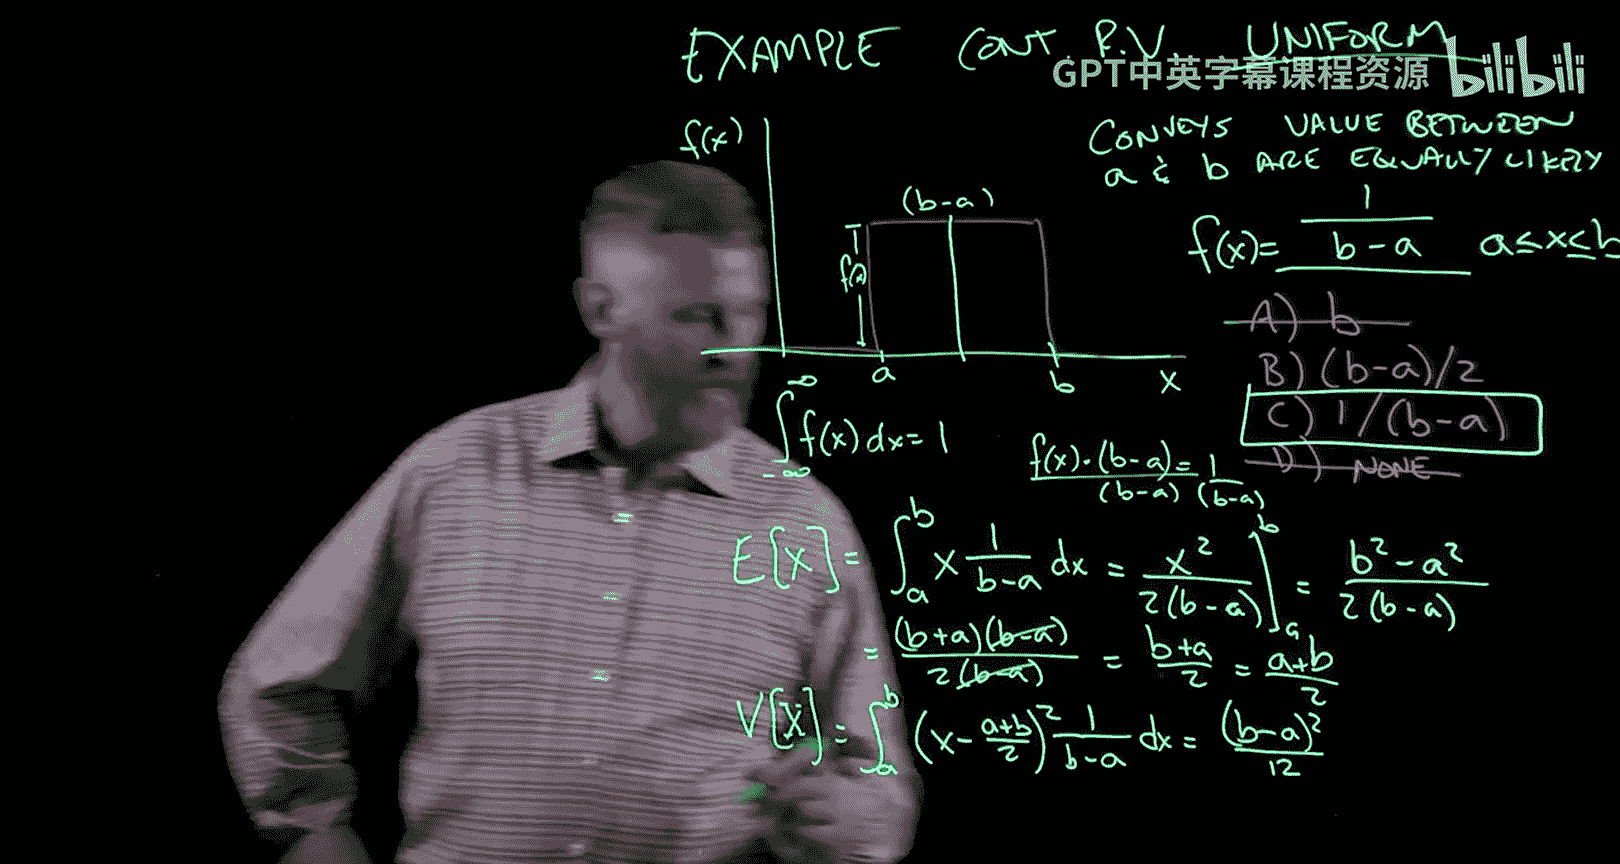 EXAMPLE CONT R.V UNIFORM
GPT中英字幕课程资源 bilibili
f(x)
CONVEYS VALUE BETWEEN
a & b ARE EQUALLY LIKELY
(b-a)
f(x)
f(x)= 1/(b-a) a≤x≤b
A) b
B) (b-a)/2
C) 1/(b-a)
D) NONE
a b x
∫_{-∞}^{∞} f(x) dx = 1
f(x)·(b-a)/(b-a) = 1/(b-a)
E[X] = ∫_a^b x 1/(b-a) dx = x²/(2(b-a)) ]_a^b = (b²-a²)/(2(b-a))
= (b+a)(b-a)/(2(b-a)) = (b+a)/2 = (a+b)/2
V[X] = ∫_a^b (x-(a+b)/2)² 1/(b-a) dx = (b-a)²/12